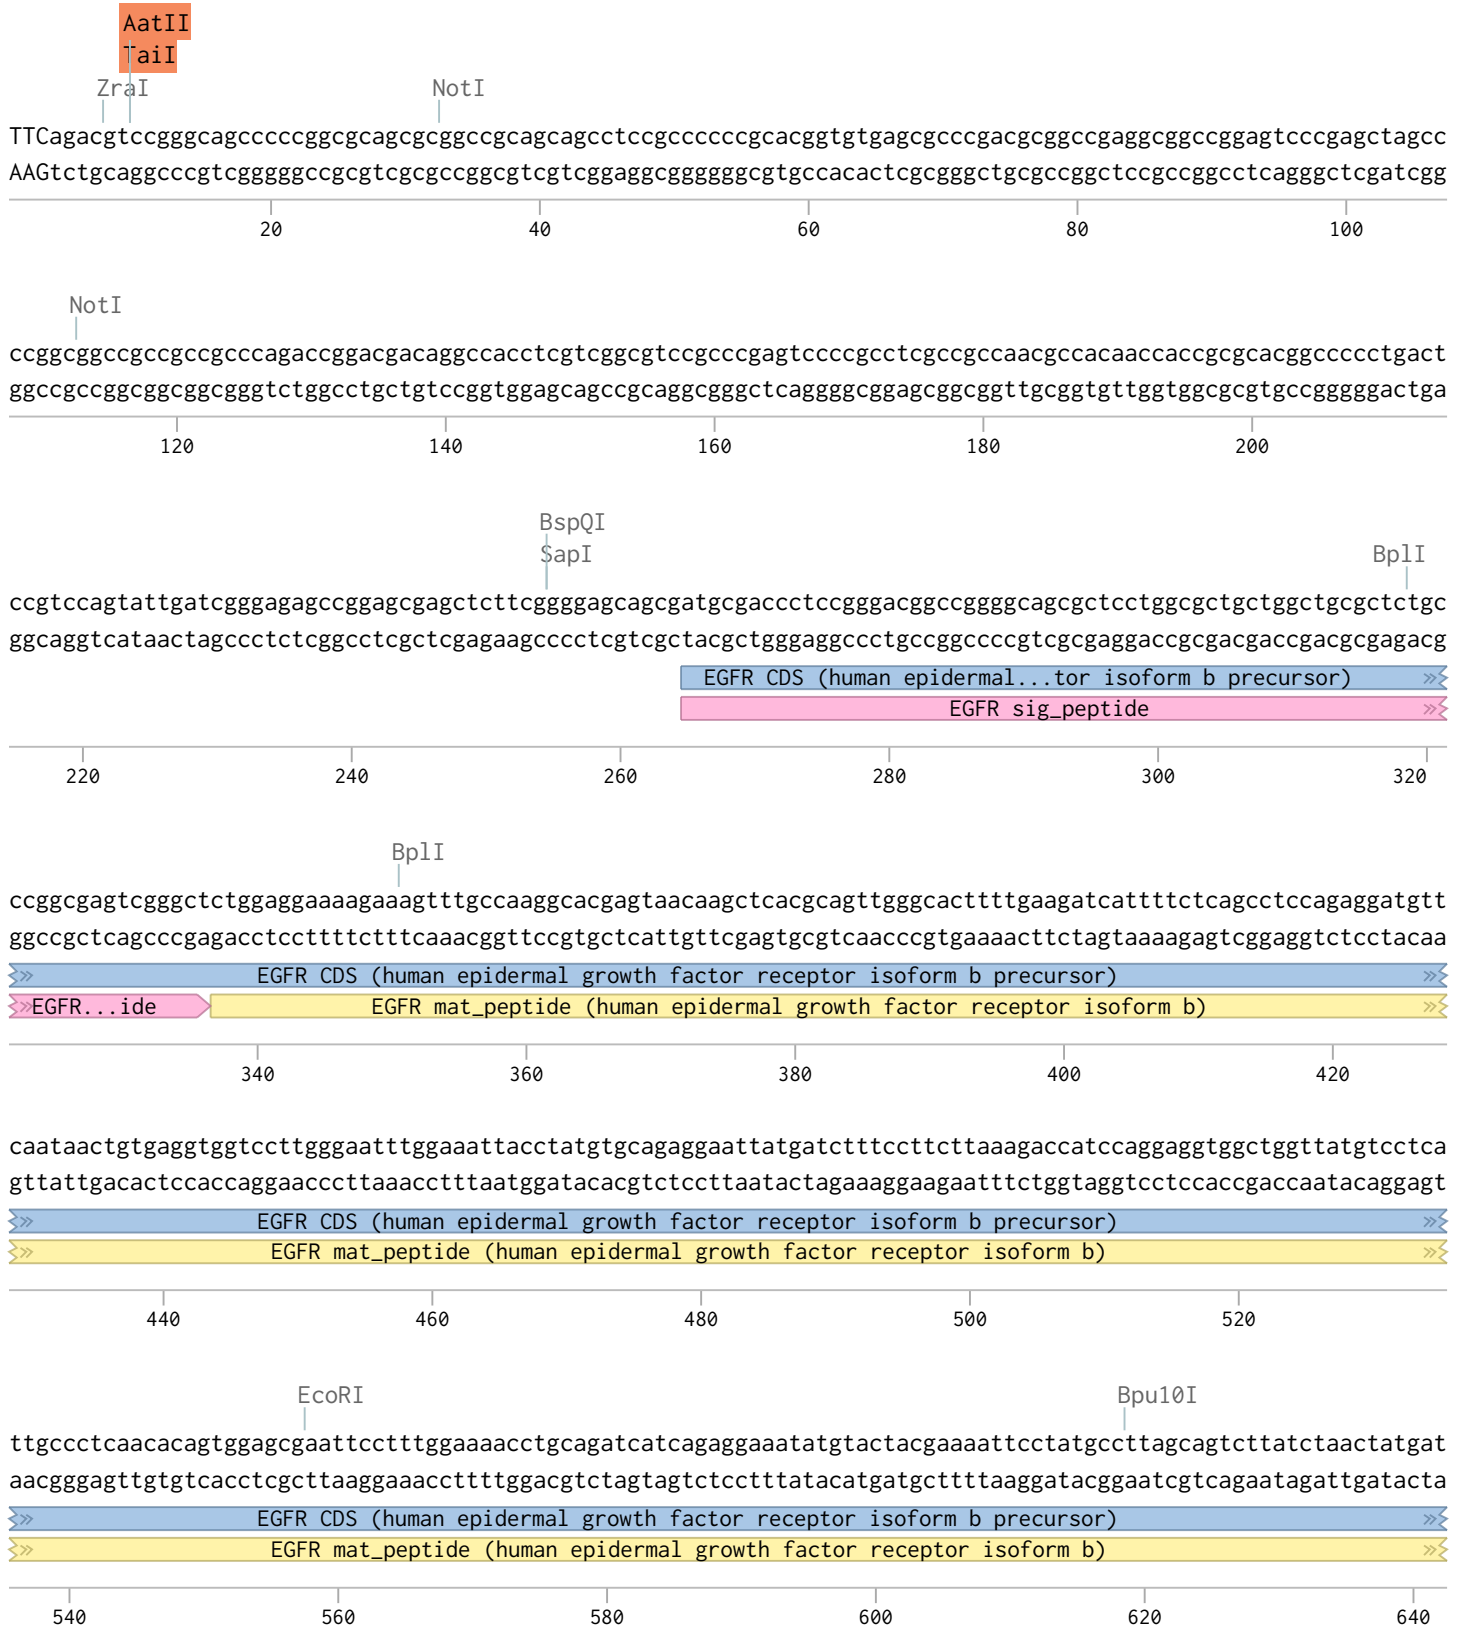 AatII
TaiI
ZraI NotI
TTCagacgtccgggcagcccccggcgcagcgcggccgcagcagcctccgccccccgcacggtgtgagcgcccgacgcggccgaggcggccggagtcccgagctagcc
AAGtctgcaggcccgtcgggggccgcgtcgcgccggcgtcgtcggaggcggggggcgtgccacactcgcgggctgcgccggctccgccggcctcagggctcgatcgg
20 40 60 80 100
NotI
ccggcggccgccgccgcccagaccggacgacaggccacctcgtcggcgtccgcccgagtccccgcctcgccgccaacgccacaaccaccgcgcacggccccctgact
ggccgccggcggcggcgggtctggcctgctgtccggtggagcagccgcaggcgggctcaggggcggagcggcggttgcggtgttggtggcgcgtgccgggggactga
120 140 160 180 200
BspQI
SapI BplI
ccgtccagtattgatcgggagagccggagcgagctcttcggggagcagcgatgcgaccctccgggacggccggggcagcgctcctggcgctgctggctgcgctctgc
ggcaggtcataactagccctctcggcctcgctcgagaagcccctcgtcgctacgctgggaggccctgccggccccgtcgcgaggaccgcgacgaccgacgcgagacg
EGFR CDS (human epidermal...tor isoform b precursor)
EGFR sig_peptide
220 240 260 280 300 320
BplI
ccggcgagtcgggctctggaggaaaagaaagtttgccaaggcacgagtaacaagctcacgcagttgggcacttttgaagatcattttctcagcctccagaggatgtt
ggccgctcagcccgagacctccttttctttcaaacggttccgtgctcattgttcgagtgcgtcaacccgtgaaaacttctagtaaaagagtcggaggtctcctacaa
EGFR CDS (human epidermal growth factor receptor isoform b precursor)
EGFR...ide EGFR mat_peptide (human epidermal growth factor receptor isoform b)
340 360 380 400 420
caataactgtgaggtggtccttgggaatttggaaattacctatgtgcagaggaattatgatctttccttcttaaagaccatccaggaggtggctggttatgtcctca
gttattgacactccaccaggaacccttaaacctttaatggatacacgtctccttaatactagaaaggaagaatttctggtaggtcctccaccgaccaatacaggagt
EGFR CDS (human epidermal growth factor receptor isoform b precursor)
EGFR mat_peptide (human epidermal growth factor receptor isoform b)
440 460 480 500 520
EcoRI Bpu10I
ttgccctcaacacagtggagcgaattcctttggaaaacctgcagatcatcagaggaaatatgtactacgaaaattcctatgccttagcagtcttatctaactatgat
aacgggagttgtgtcacctcgcttaaggaaaccttttggacgtctagtagtctcctttatacatgatgcttttaaggatacggaatcgtcagaatagattgatacta
EGFR CDS (human epidermal growth factor receptor isoform b precursor)
EGFR mat_peptide (human epidermal growth factor receptor isoform b)
540 560 580 600 620 640